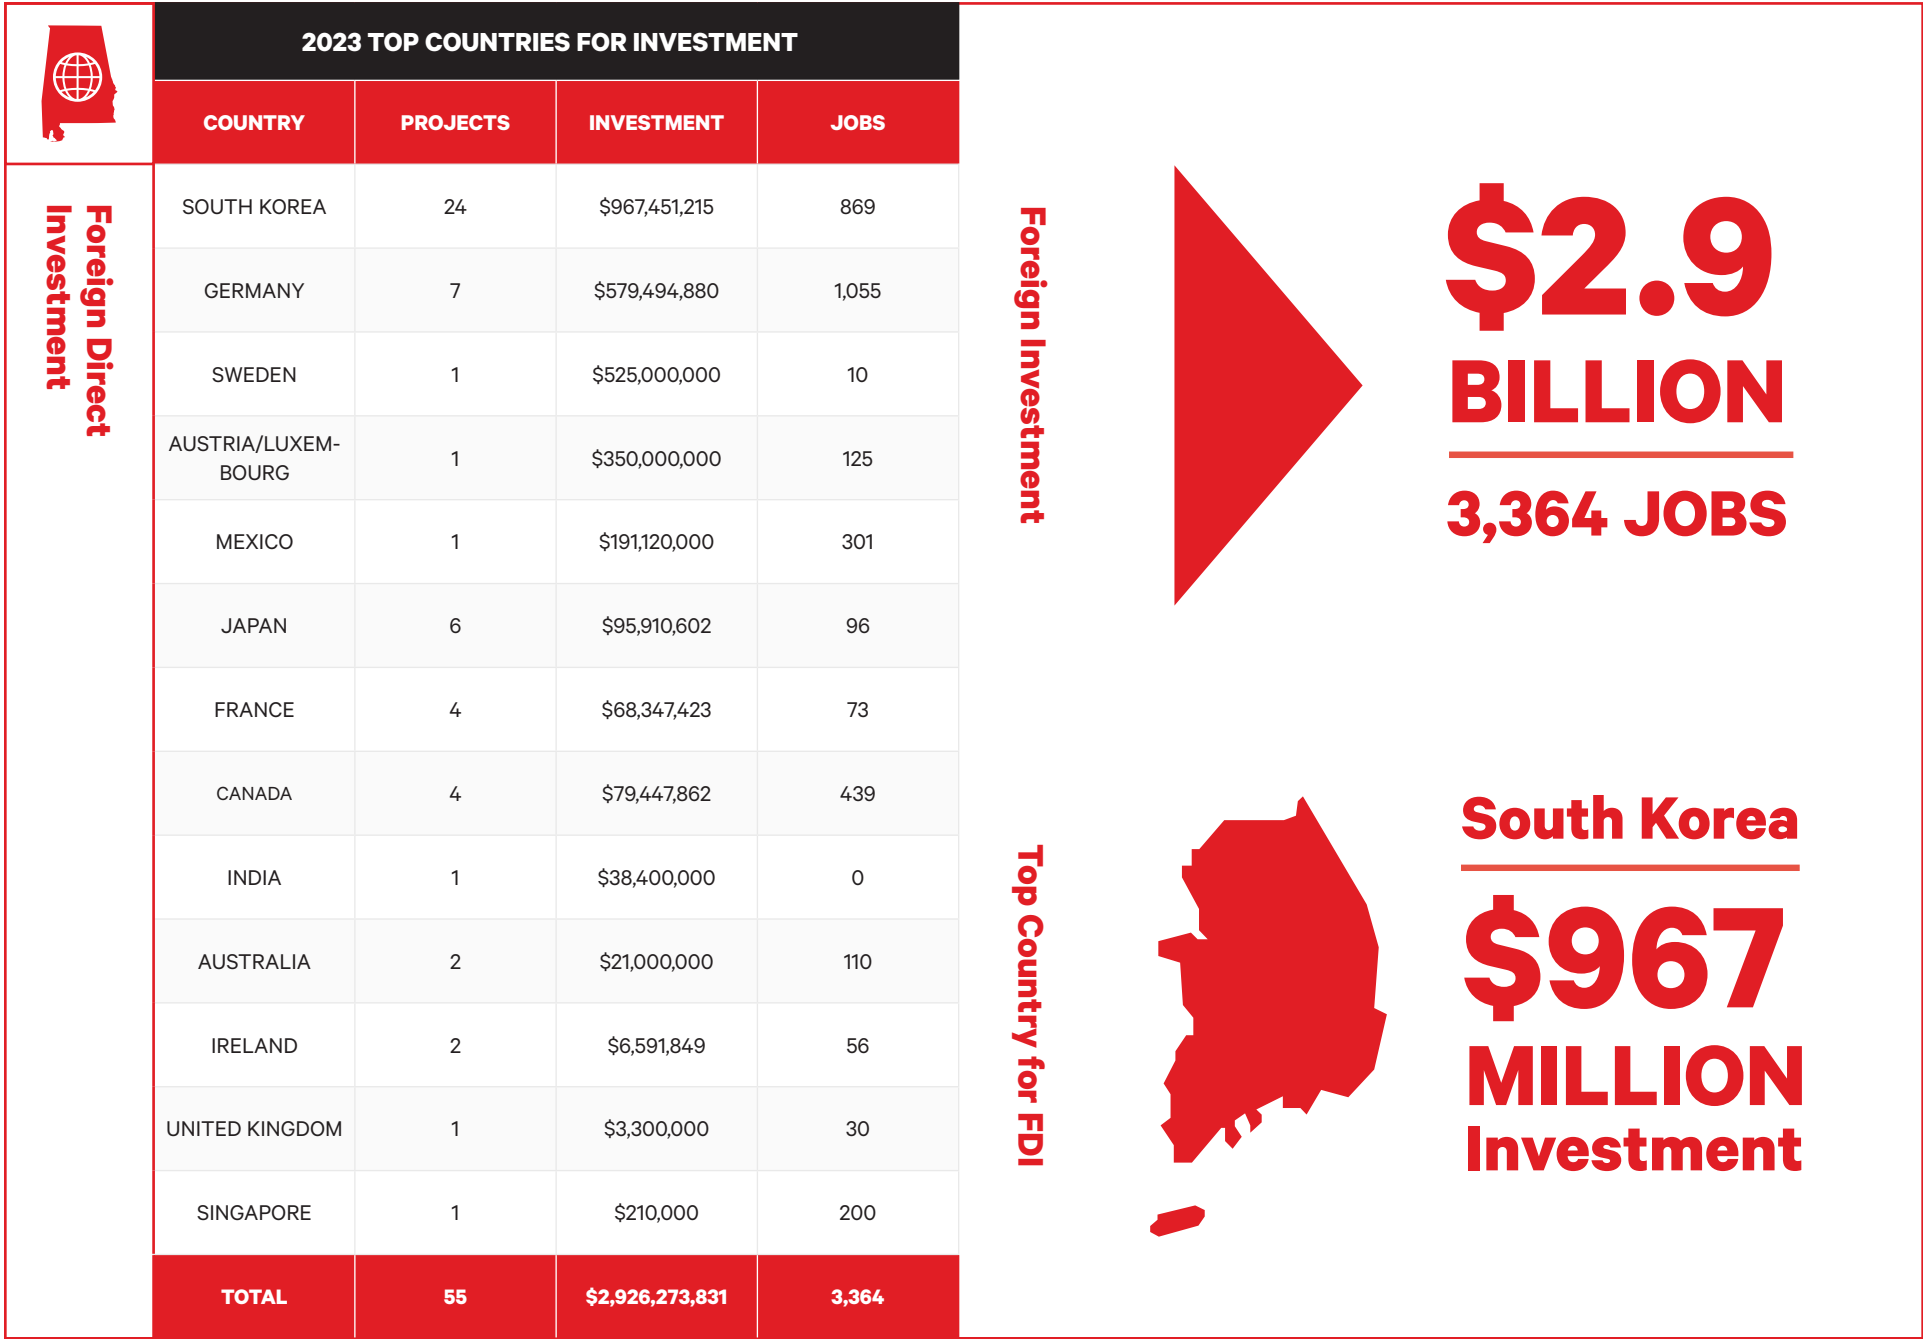 Foreign Direct
Investment
2023 TOP COUNTRIES FOR INVESTMENT
COUNTRY PROJECTS INVESTMENT JOBS
SOUTH KOREA 24 $967,451,215 869
GERMANY 7 $579,494,880 1,055
SWEDEN 1 $525,000,000 10
AUSTRIA/LUXEM-
BOURG 1 $350,000,000 125
MEXICO 1 $191,120,000 301
JAPAN 6 $95,910,602 96
FRANCE 4 $68,347,423 73
CANADA 4 $79,447,862 439
INDIA 1 $38,400,000 0
AUSTRALIA 2 $21,000,000 110
IRELAND 2 $6,591,849 56
UNITED KINGDOM 1 $3,300,000 30
SINGAPORE 1 $210,000 200
TOTAL 55 $2,926,273,831 3,364
Foreign Investment
$2.9
BILLION
3,364 JOBS
Top Country for FDI
South Korea
$967
MILLION
Investment